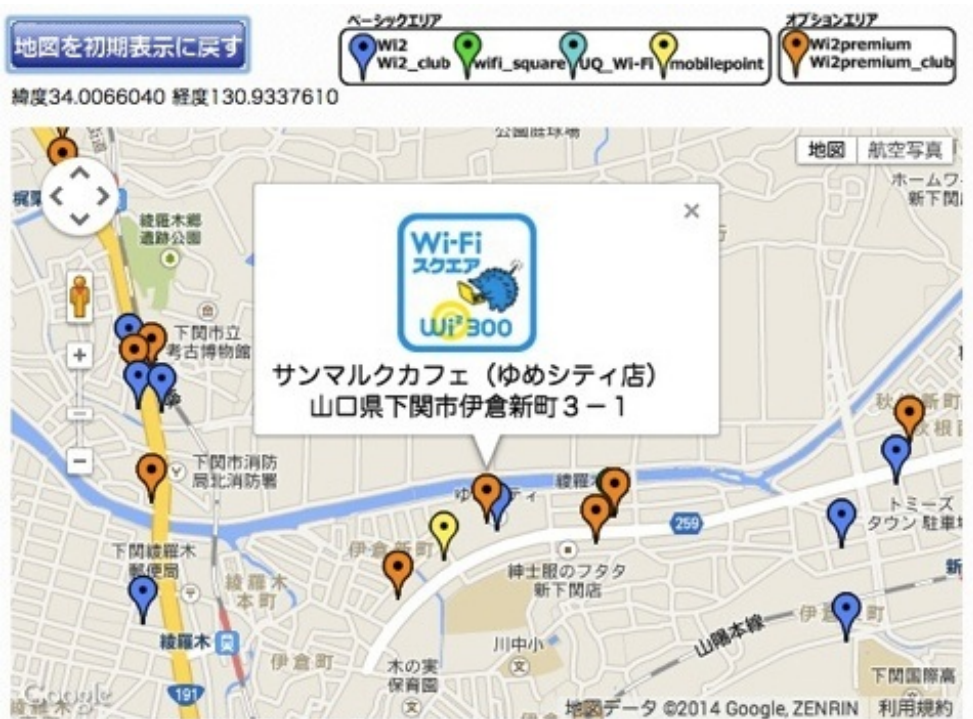 地図を初期表示に戻す
ベーシックエリア
Wi2
Wi2_club
wifi_square
UQ_Wi-Fi
mobilepoint
オプションエリア
Wi2premium
Wi2premium_club
緯度34.0066040 経度130.9337610
地図
航空写真
ホームワ
新下関
綾羅木郷
遺跡公園
Wi-Fi
スクエア
Wi²300
×
サンマルクカフェ（ゆめシティ店）
山口県下関市伊倉新町３－１
下関市立
考古博物館
下関市消防
局北消防署
綾羅
259
トミーズ
タウン 駐車場
下関綾羅木
郵便局
伊倉新町
綾羅木
本町
紳士服のフタタ
新下関店
新
綾羅木
伊倉町
川中小
文
山陽本線
木の実
保育園
文
下関国際高
191
Google
地図データ ©2014 Google, ZENRIN
利用規約